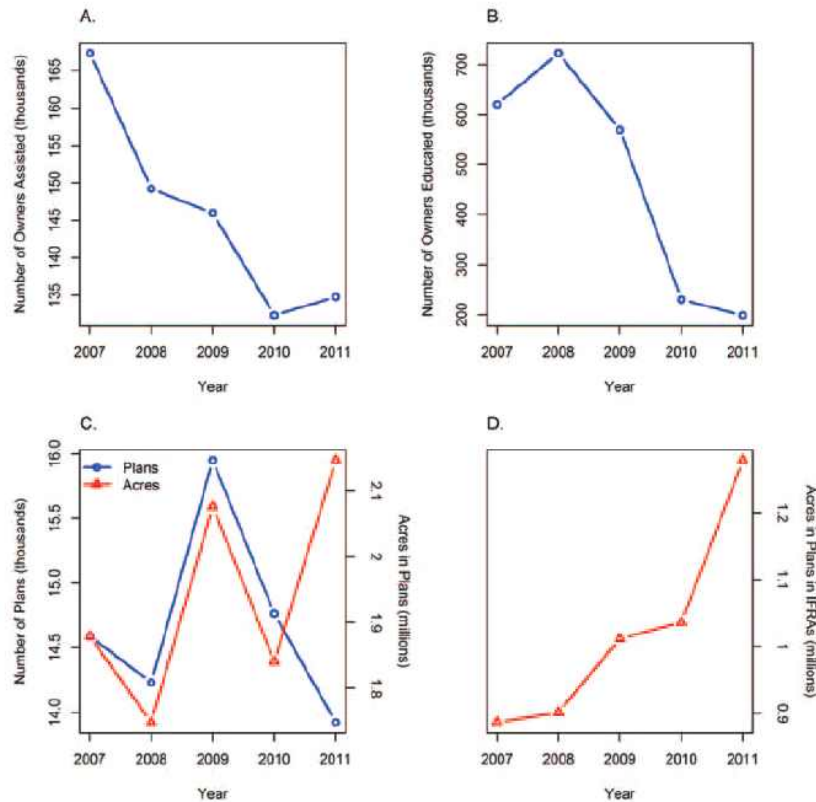 A.
Number of Owners Assisted (thousands)
165
160
155
150
145
140
135
2007 2008 2009 2010 2011
Year
B.
Number of Owners Educated (thousands)
700
600
500
400
300
200
2007 2008 2009 2010 2011
Year
C.
Number of Plans (thousands)
16.0
15.5
15.0
14.5
14.0
Plans
Acres
2.1
2
1.9
1.8
Acres in Plans (millions)
2007 2008 2009 2010 2011
Year
D.
1.2
1.1
1
0.9
Acres in Plans in IFRAs (millions)
2007 2008 2009 2010 2011
Year